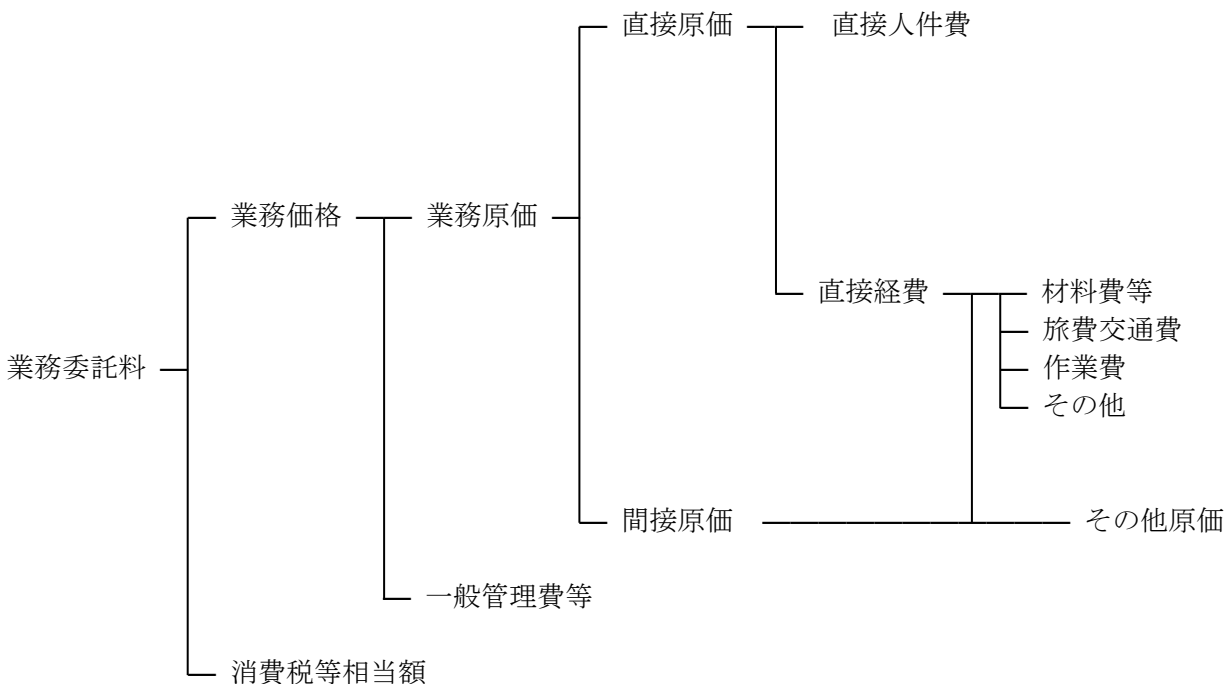 直接原価
直接人件費
業務価格
業務原価
直接経費
材料費等
旅費交通費
作業費
その他
業務委託料
間接原価
その他原価
一般管理費等
消費税等相当額